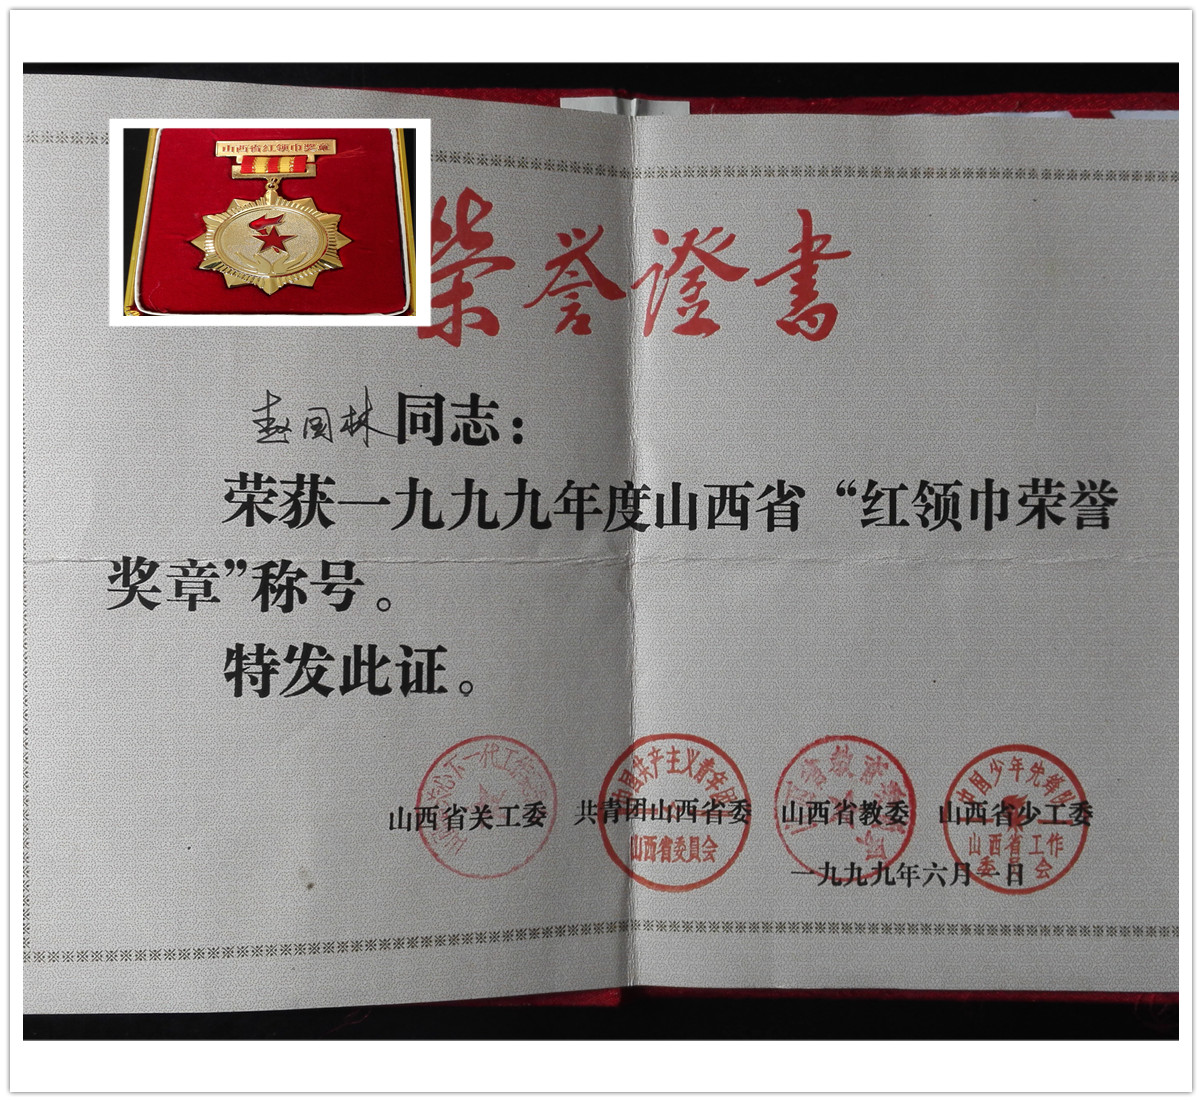 山西省红领巾奖章
荣誉證書
赵国林同志：
荣获一九九九年度山西省“红领巾荣誉
奖章”称号。
特发此证。
山西省关工委 共青团山西省委 山西省教委 山西省少工委
中国共产主义青年团
山西省委員会
中国少年先锋队
山西省工作
委员会
一九九九年六月一日